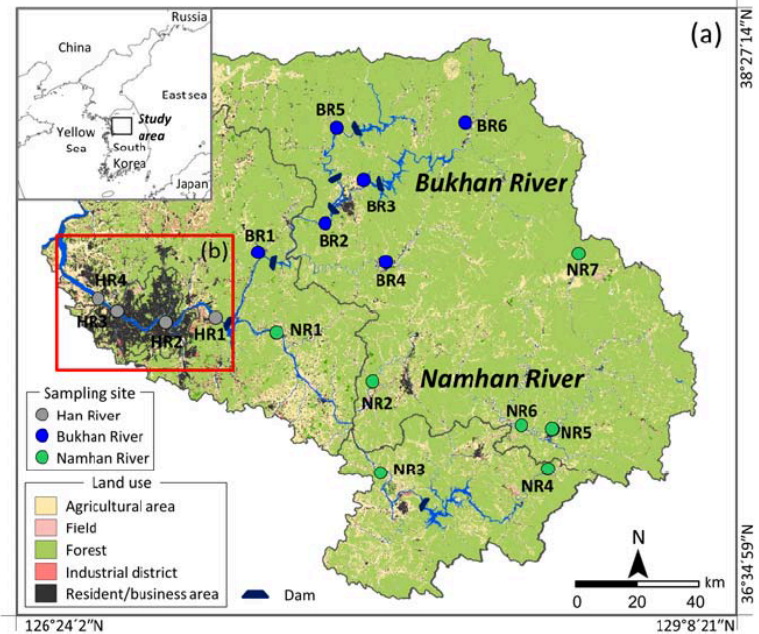 Russia
(a)
China
East sea
Study
area
Yellow
Sea
South
Korea
Japan
38°27'14"N
BR5
BR6
Bukhan River
BR3
BR1
BR2
(b)
BR4
NR7
HR4
HR3
HR2
HR1
NR1
Namhan River
NR2
NR6
NR5
NR3
NR4
Sampling site
Han River
Bukhan River
Namhan River
Land use
Agricultural area
Field
Forest
Industrial district
Resident/business area
Dam
N
0 20 40 km
36°34'59"N
126°24'2"N
129°8'21"N